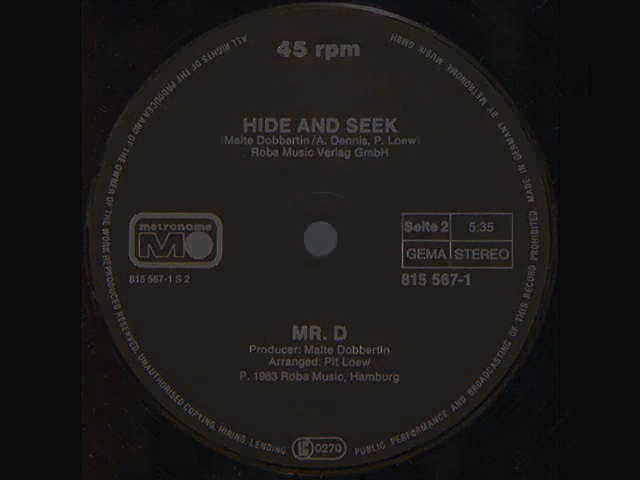 45 rpm
HIDE AND SEEK
(Malte Dobbertin/A. Dennis, P. Loew)
Roba Music Verlag GmbH
metronome
M
815 567-1 S 2
Seite 2
5:35
GEMA
STEREO
815 567-1
MR. D
Producer: Malte Dobbertin
Arranged: Pit Loew
P. 1983 Roba Music, Hamburg
LC 0270
ALL RIGHTS OF THE PRODUCER AND OF THE OWNER OF THE WORK REPRODUCED RESERVED. UNAUTHORISED COPYING, HIRING, LENDING, PUBLIC PERFORMANCE AND BROADCASTING OF THIS RECORD PROHIBITED. MADE IN GERMANY BY METRONOME MUSIK GMBH